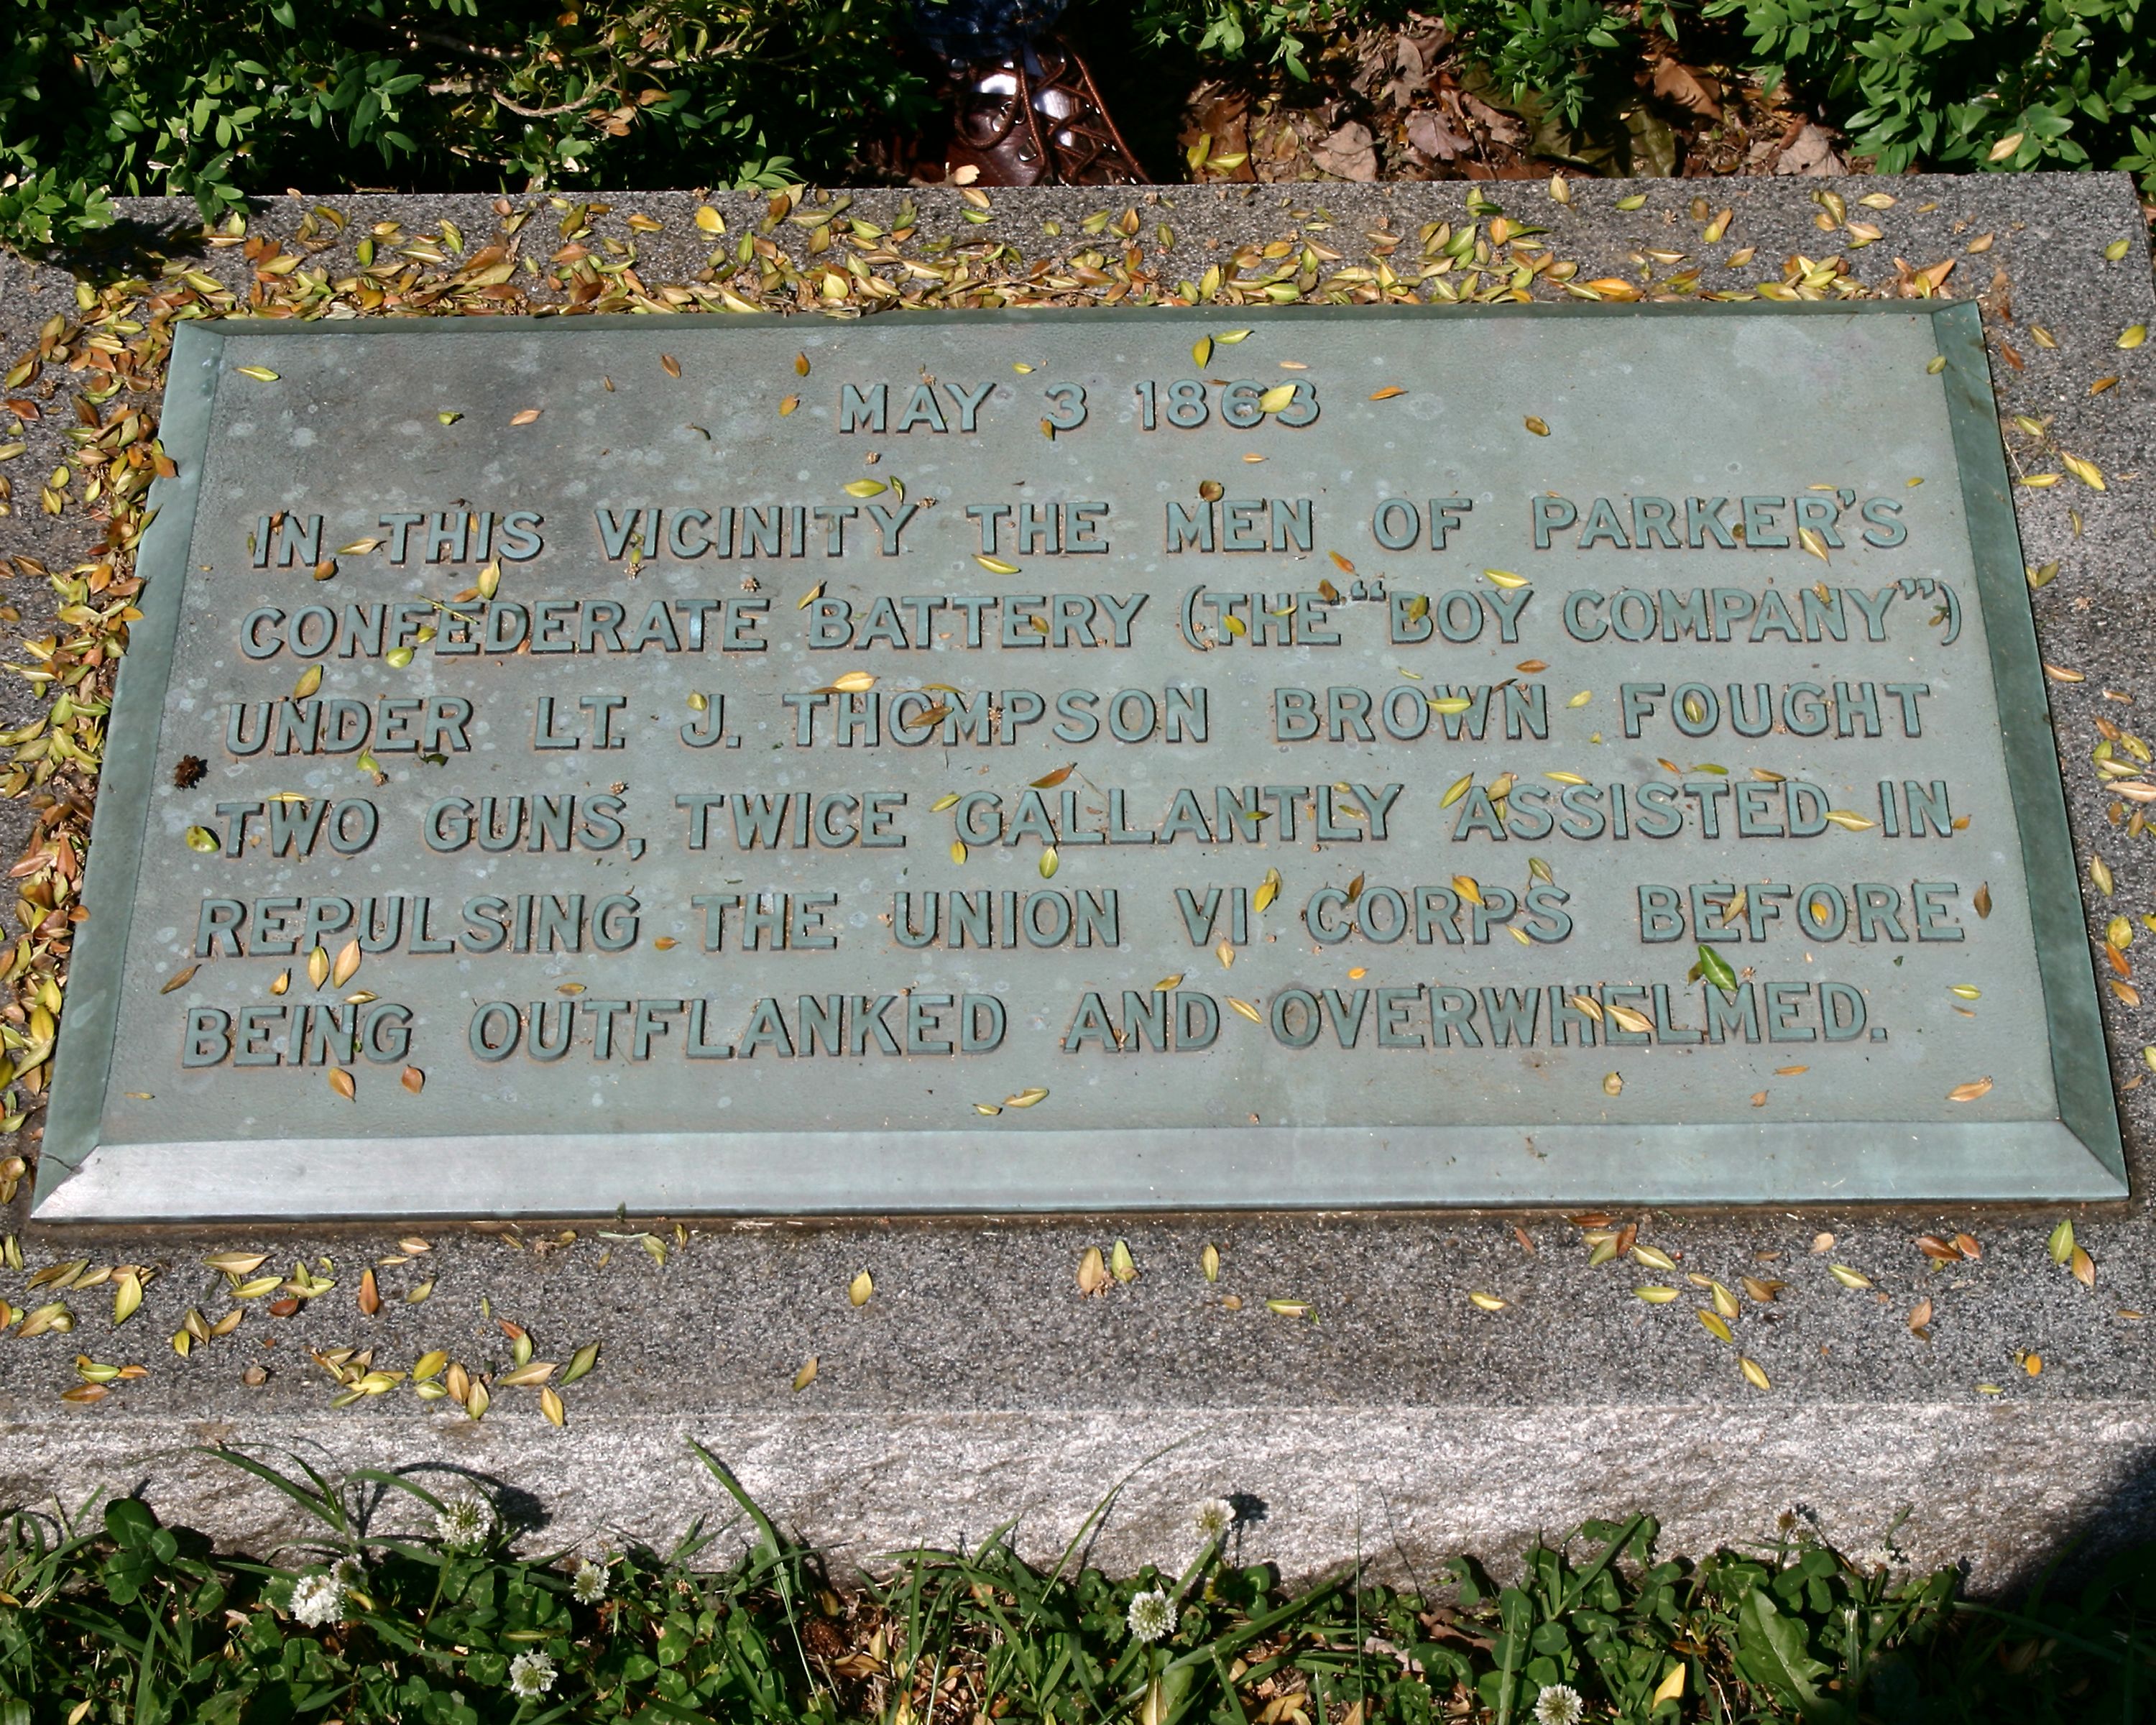 MAY 3 1863
IN THIS VICINITY THE MEN OF PARKER'S
CONFEDERATE BATTERY (THE “BOY COMPANY”)
UNDER LT. J. THOMPSON BROWN FOUGHT
TWO GUNS, TWICE GALLANTLY ASSISTED IN
REPULSING THE UNION VI CORPS BEFORE
BEING OUTFLANKED AND OVERWHELMED.